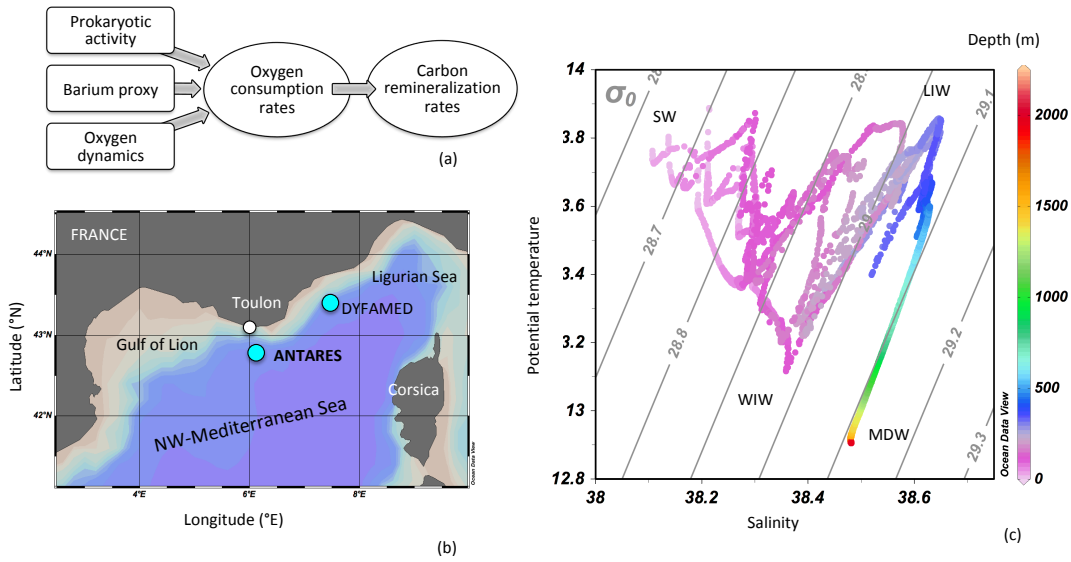 Prokaryotic
activity
Barium proxy
Oxygen
dynamics
Oxygen
consumption
rates
Carbon
remineralization
rates
(a)
FRANCE
44°N
43°N
42°N
Latitude (°N)
Ligurian Sea
Toulon
DYFAMED
Gulf of Lion
ANTARES
Corsica
NW-Mediterranean Sea
Ocean Data View
4°E
6°E
8°E
Longitude (°E)
(b)
Depth (m)
14
3.8
3.6
3.4
3.2
13
12.8
Potential temperature
σ0
SW
LIW
WIW
MDW
28.7
28.8
29.1
29.2
29.3
38
38.2
38.4
38.6
Salinity
2000
1500
1000
500
0
Ocean Data View
(c)